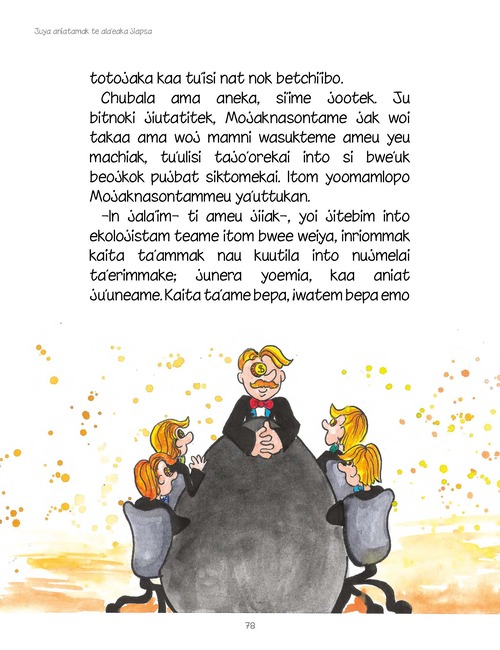 Juya aniatamak te ala'eaka jiapsa
totojaka kaa tu'isi nat nok betchi'ibo.
Chubala ama aneka, si'ime jootek. Ju
bitnoki jiutatitek, Mojaknasontame jak woi
takaa ama woj mamni wasukteme ameu yeu
machiak, tu'ulisi tajo'orekai into si bwe'uk
beojkok pujbat siktomekai. Itom yoomamlopo
Mojaknasontammeu ya'uttukan.
–In jala'im– ti ameu jiiak–, yoi jitebim into
ekolojistam teame itom bwee weiya, inriommak
kaita ta'ammak nau kuutila into nujmelai
ta'erimmake; junera yoemia, kaa aniat
ju'uneame. Kaita ta'ame bepa, iwatem bepa emo
78